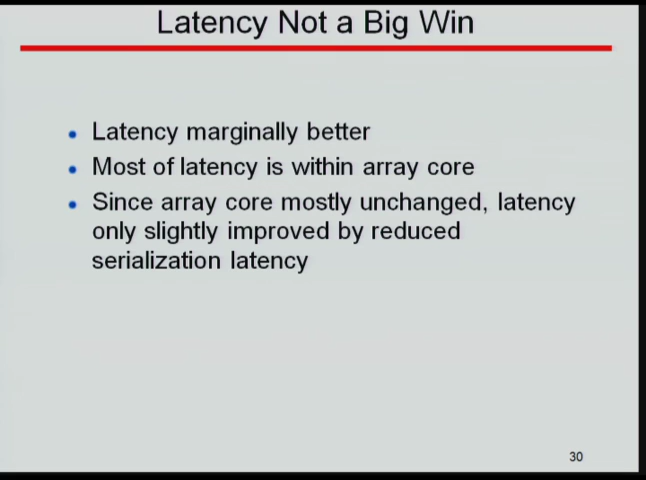 Latency Not a Big Win
• Latency marginally better
• Most of latency is within array core
• Since array core mostly unchanged, latency
only slightly improved by reduced
serialization latency
30